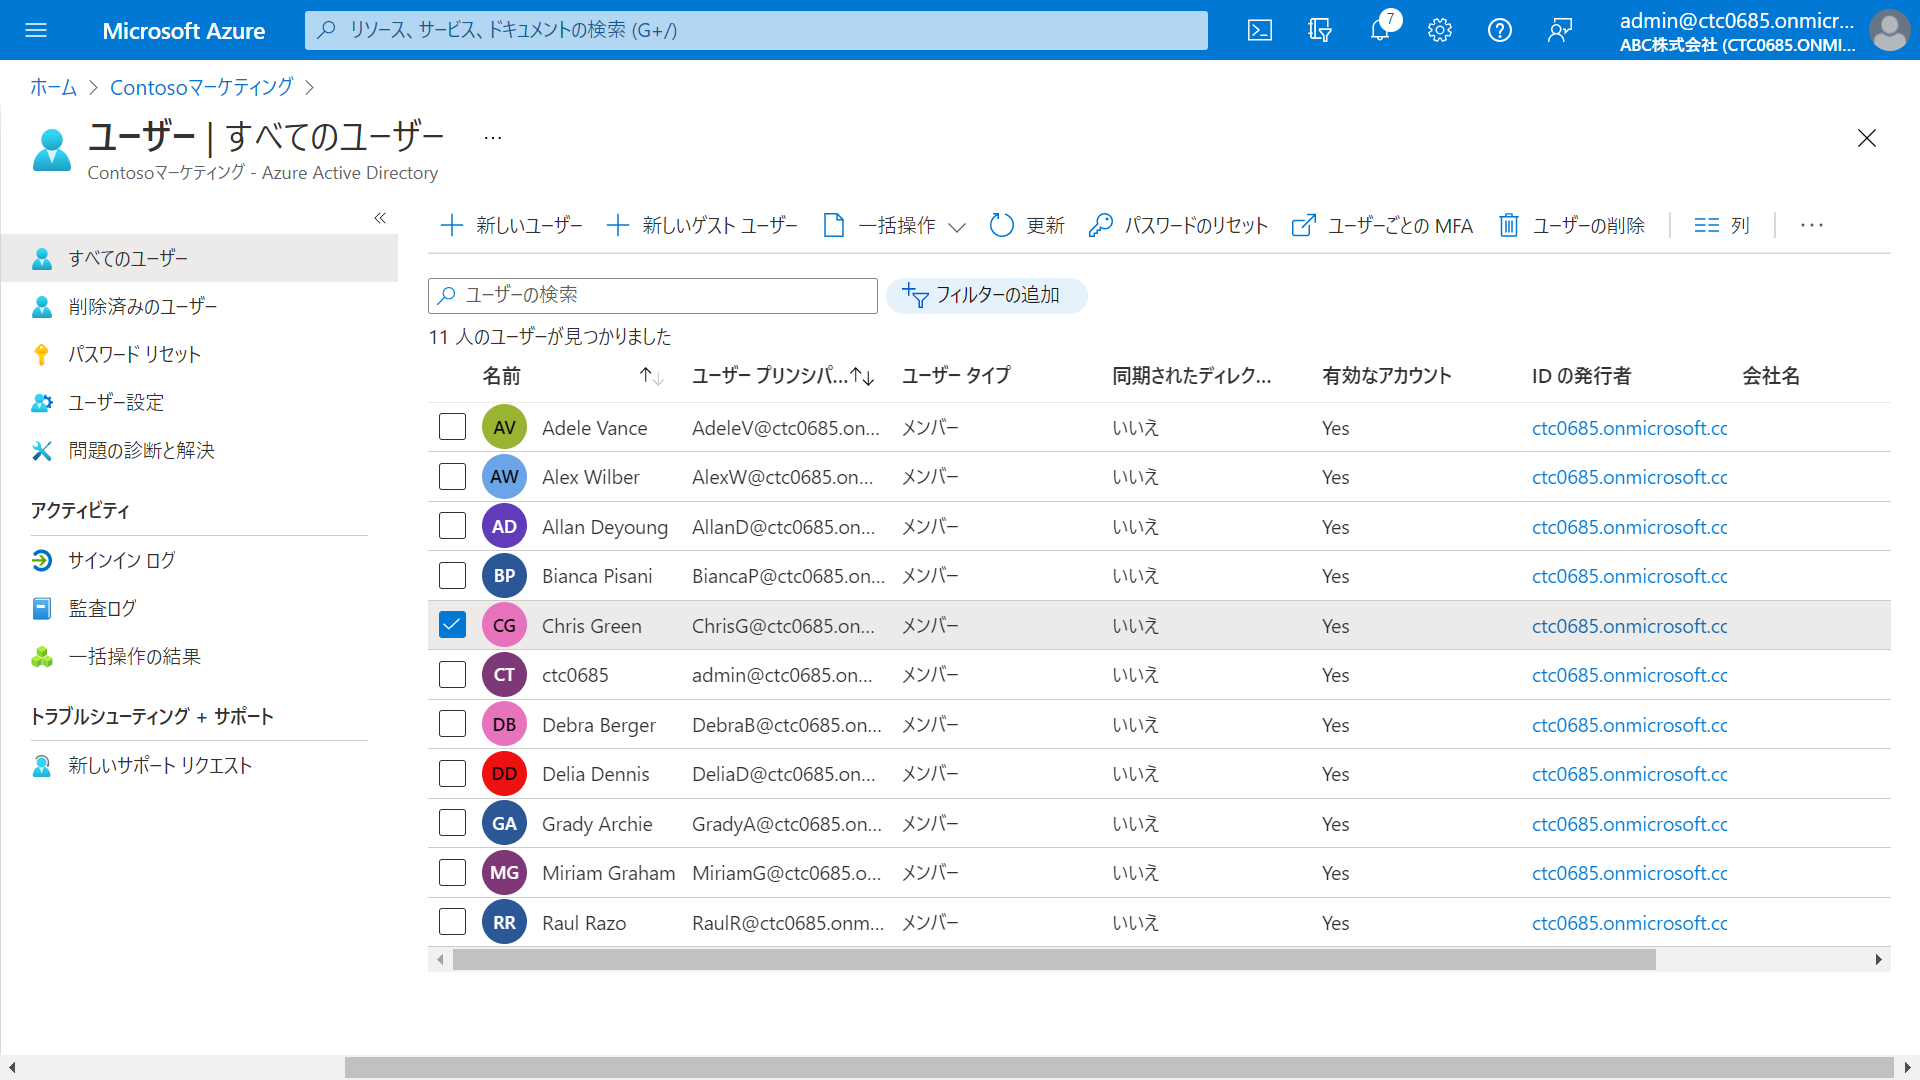 Microsoft Azure
リソース、サービス、ドキュメントの検索 (G+/)
7
admin@ctc0685.onmicr...
ABC株式会社 (CTC0685.ONMI...
ホーム
Contosoマーケティング
ユーザー | すべてのユーザー
...
Contosoマーケティング - Azure Active Directory
すべてのユーザー
削除済みのユーザー
パスワード リセット
ユーザー設定
問題の診断と解決
アクティビティ
サインイン ログ
監査ログ
一括操作の結果
トラブルシューティング + サポート
新しいサポート リクエスト
新しいユーザー 新しいゲスト ユーザー 一括操作 更新 パスワードのリセット ユーザーごとの MFA ユーザーの削除 列 ...
ユーザーの検索
フィルターの追加
11 人のユーザーが見つかりました
名前 ユーザー プリンシパ... ユーザー タイプ 同期されたディレク... 有効なアカウント ID の発行者 会社名
AV Adele Vance AdeleV@ctc0685.on... メンバー いいえ Yes ctc0685.onmicrosoft.cc
AW Alex Wilber AlexW@ctc0685.on... メンバー いいえ Yes ctc0685.onmicrosoft.cc
AD Allan Deyoung AllanD@ctc0685.on... メンバー いいえ Yes ctc0685.onmicrosoft.cc
BP Bianca Pisani BiancaP@ctc0685.on... メンバー いいえ Yes ctc0685.onmicrosoft.cc
CG Chris Green ChrisG@ctc0685.on... メンバー いいえ Yes ctc0685.onmicrosoft.cc
CT ctc0685 admin@ctc0685.on... メンバー いいえ Yes ctc0685.onmicrosoft.cc
DB Debra Berger DebraB@ctc0685.on... メンバー いいえ Yes ctc0685.onmicrosoft.cc
DD Delia Dennis DeliaD@ctc0685.on... メンバー いいえ Yes ctc0685.onmicrosoft.cc
GA Grady Archie GradyA@ctc0685.on... メンバー いいえ Yes ctc0685.onmicrosoft.cc
MG Miriam Graham MiriamG@ctc0685.o... メンバー いいえ Yes ctc0685.onmicrosoft.cc
RR Raul Razo RaulR@ctc0685.onm... メンバー いいえ Yes ctc0685.onmicrosoft.cc